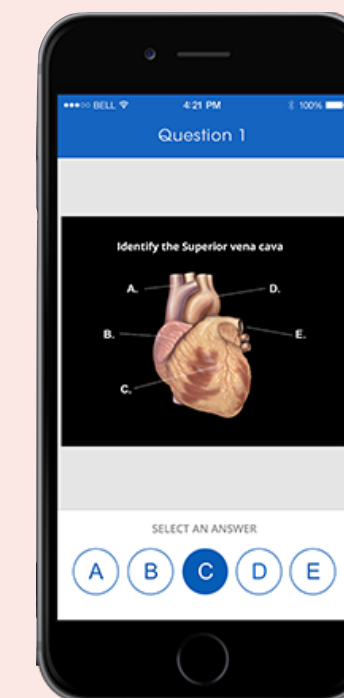 BELL 4:21 PM 100%
Question 1
Identify the Superior vena cava
A. D.
B. E.
C.
SELECT AN ANSWER
A B C D E